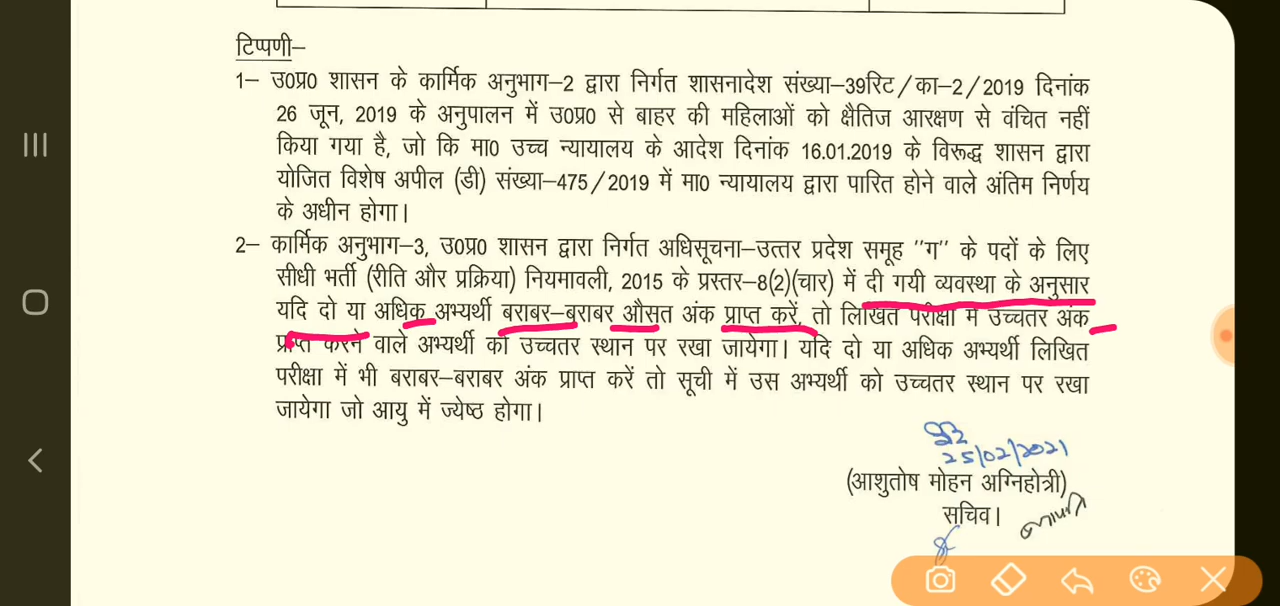 टिप्पणी–
1– उ0प्र0 शासन के कार्मिक अनुभाग–2 द्वारा निर्गत शासनादेश संख्या–39रिट/का–2/2019 दिनांक
26 जून, 2019 के अनुपालन में उ0प्र0 से बाहर की महिलाओं को क्षैतिज आरक्षण से वंचित नहीं
किया गया है, जो कि मा0 उच्च न्यायालय के आदेश दिनांक 16.01.2019 के विरूद्ध शासन द्वारा
योजित विशेष अपील (डी) संख्या–475/2019 में मा0 न्यायालय द्वारा पारित होने वाले अंतिम निर्णय
के अधीन होगा।
2– कार्मिक अनुभाग–3, उ0प्र0 शासन द्वारा निर्गत अधिसूचना–उत्तर प्रदेश समूह "ग" के पदों के लिए
सीधी भर्ती (रीति और प्रक्रिया) नियमावली, 2015 के प्रस्तर–8(2)(चार) में दी गयी व्यवस्था के अनुसार
यदि दो या अधिक अभ्यर्थी बराबर–बराबर औसत अंक प्राप्त करें, तो लिखित परीक्षा में उच्चतर अंक
प्राप्त करने वाले अभ्यर्थी को उच्चतर स्थान पर रखा जायेगा। यदि दो या अधिक अभ्यर्थी लिखित
परीक्षा में भी बराबर–बराबर अंक प्राप्त करें तो सूची में उस अभ्यर्थी को उच्चतर स्थान पर रखा
जायेगा जो आयु में ज्येष्ठ होगा।
25/02/2021
(आशुतोष मोहन अग्निहोत्री)
सचिव।